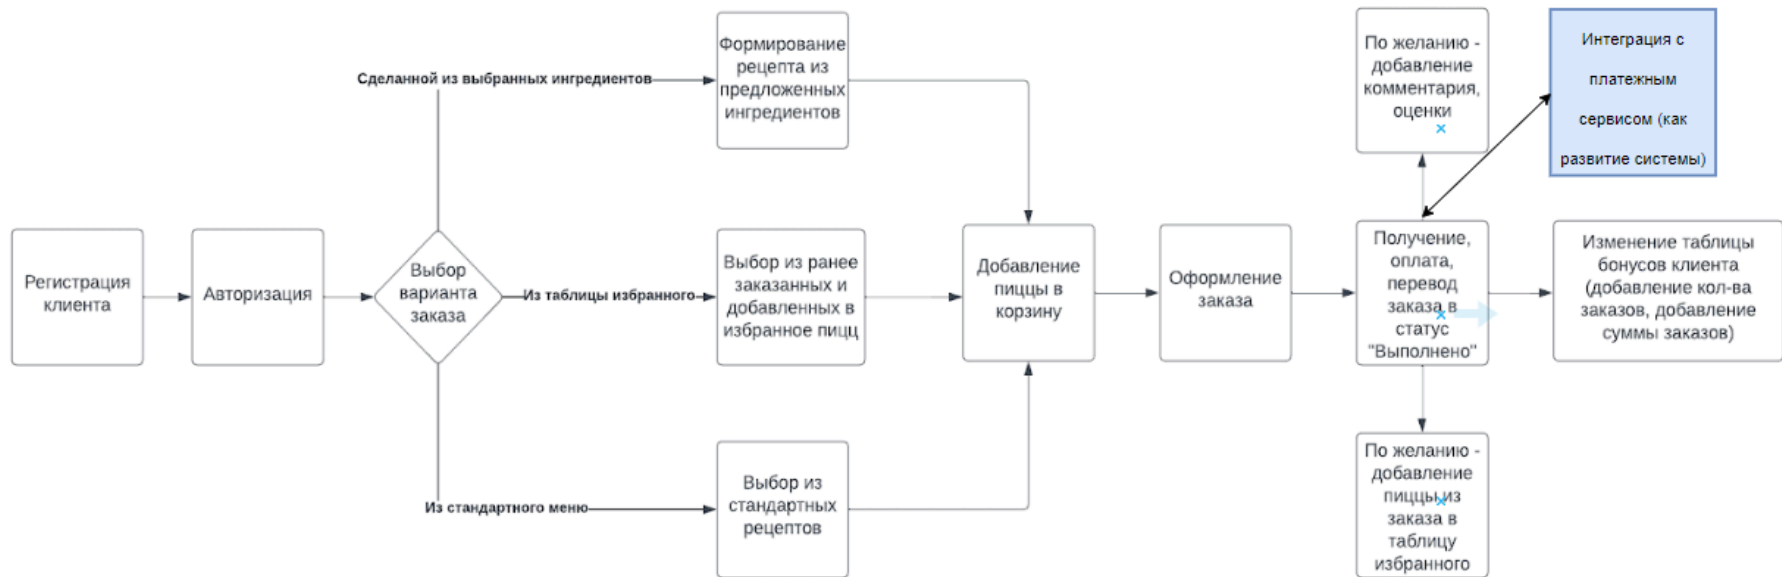 Регистрация
клиента
Авторизация
Выбор
варианта
заказа
Сделанной из выбранных ингредиентов
Из таблицы избранного
Из стандартного меню
Формирование
рецепта из
предложенных
ингредиентов
Выбор из ранее
заказанных и
добавленных в
избранное пицц
Выбор из
стандартных
рецептов
Добавление
пиццы в
корзину
Оформление
заказа
По желанию -
добавление
комментария,
оценки
Получение,
оплата,
перевод
заказа в
статус
"Выполнено"
По желанию -
добавление
пиццы из
заказа в
таблицу
избранного
Интеграция с
платежным
сервисом (как
развитие системы)
Изменение таблицы
бонусов клиента
(добавление кол-ва
заказов, добавление
суммы заказов)